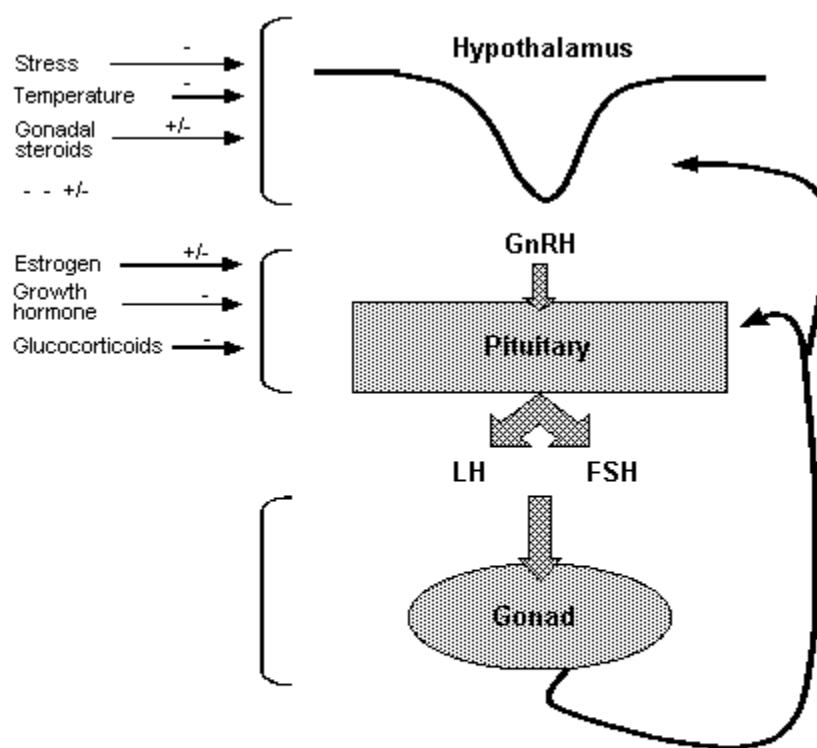 Hypothalamus
Stress -
Temperature -
Gonadal +/-
steroids
- - +/-
GnRH
Estrogen +/-
Growth -
hormone
Glucocorticoids -
Pituitary
LH FSH
Gonad